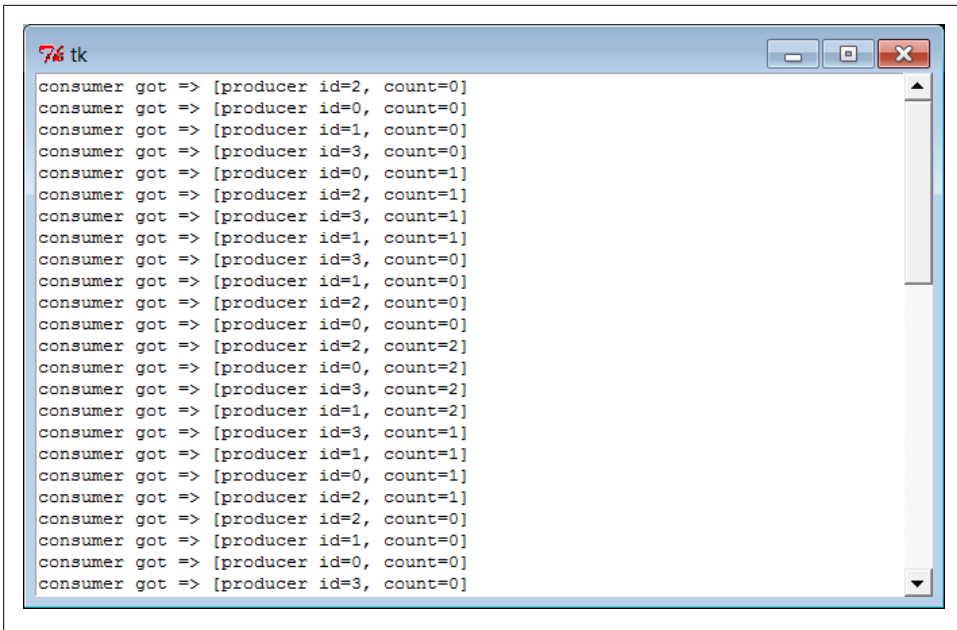 tk
consumer got => [producer id=2, count=0]
consumer got => [producer id=0, count=0]
consumer got => [producer id=1, count=0]
consumer got => [producer id=3, count=0]
consumer got => [producer id=0, count=1]
consumer got => [producer id=2, count=1]
consumer got => [producer id=3, count=1]
consumer got => [producer id=1, count=1]
consumer got => [producer id=3, count=0]
consumer got => [producer id=1, count=0]
consumer got => [producer id=2, count=0]
consumer got => [producer id=0, count=0]
consumer got => [producer id=2, count=2]
consumer got => [producer id=0, count=2]
consumer got => [producer id=3, count=2]
consumer got => [producer id=1, count=2]
consumer got => [producer id=3, count=1]
consumer got => [producer id=1, count=1]
consumer got => [producer id=0, count=1]
consumer got => [producer id=2, count=1]
consumer got => [producer id=2, count=0]
consumer got => [producer id=1, count=0]
consumer got => [producer id=0, count=0]
consumer got => [producer id=3, count=0]